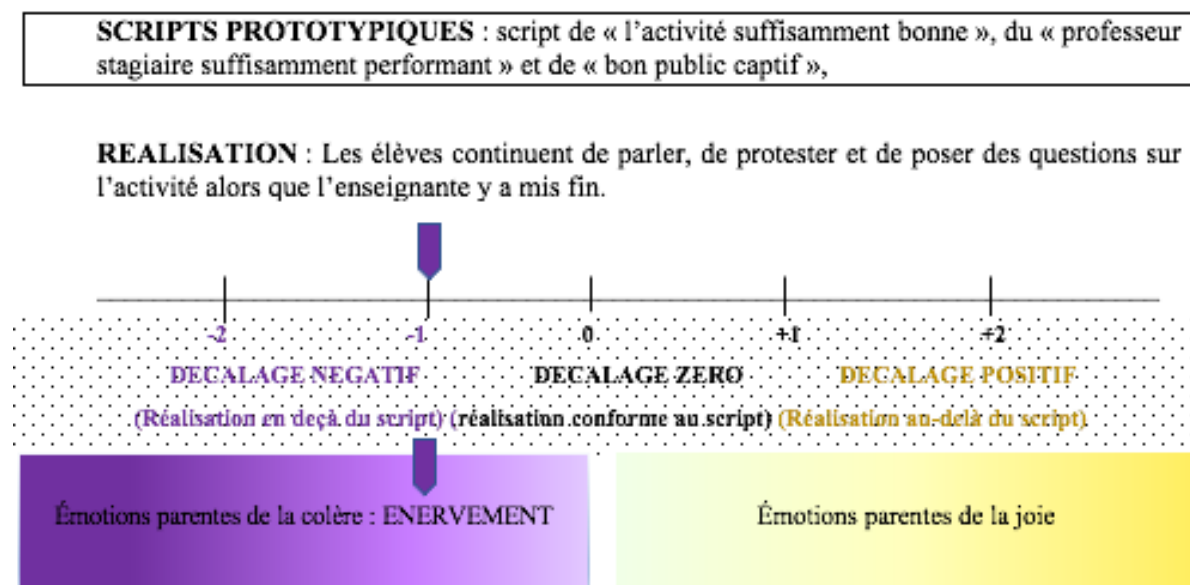 SCRIPTS PROTOTYPIQUES : script de « l’activité suffisamment bonne », du « professeur
stagiaire suffisamment performant » et de « bon public captif »,
REALISATION : Les élèves continuent de parler, de protester et de poser des questions sur
l’activité alors que l’enseignante y a mis fin.
-2 -1 0 +1 +2
DECALAGE NEGATIF DECALAGE ZERO DECALAGE POSITIF
(Réalisation en deçà du script) (réalisation conforme au script) (Réalisation au-delà du script)
Émotions parentes de la colère : ENERVEMENT Émotions parentes de la joie